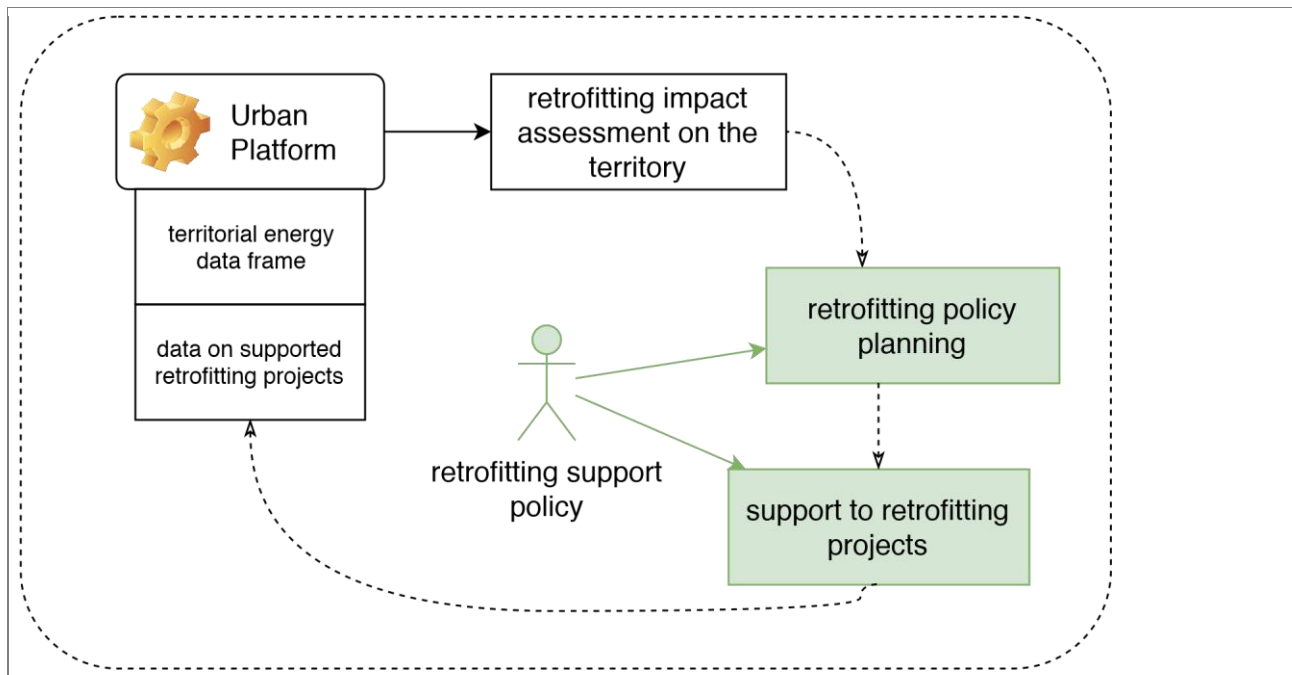 Urban
Platform
retrofitting impact
assessment on the
territory
territorial energy
data frame
data on supported
retrofitting projects
retrofitting policy
planning
retrofitting support
policy
support to retrofitting
projects